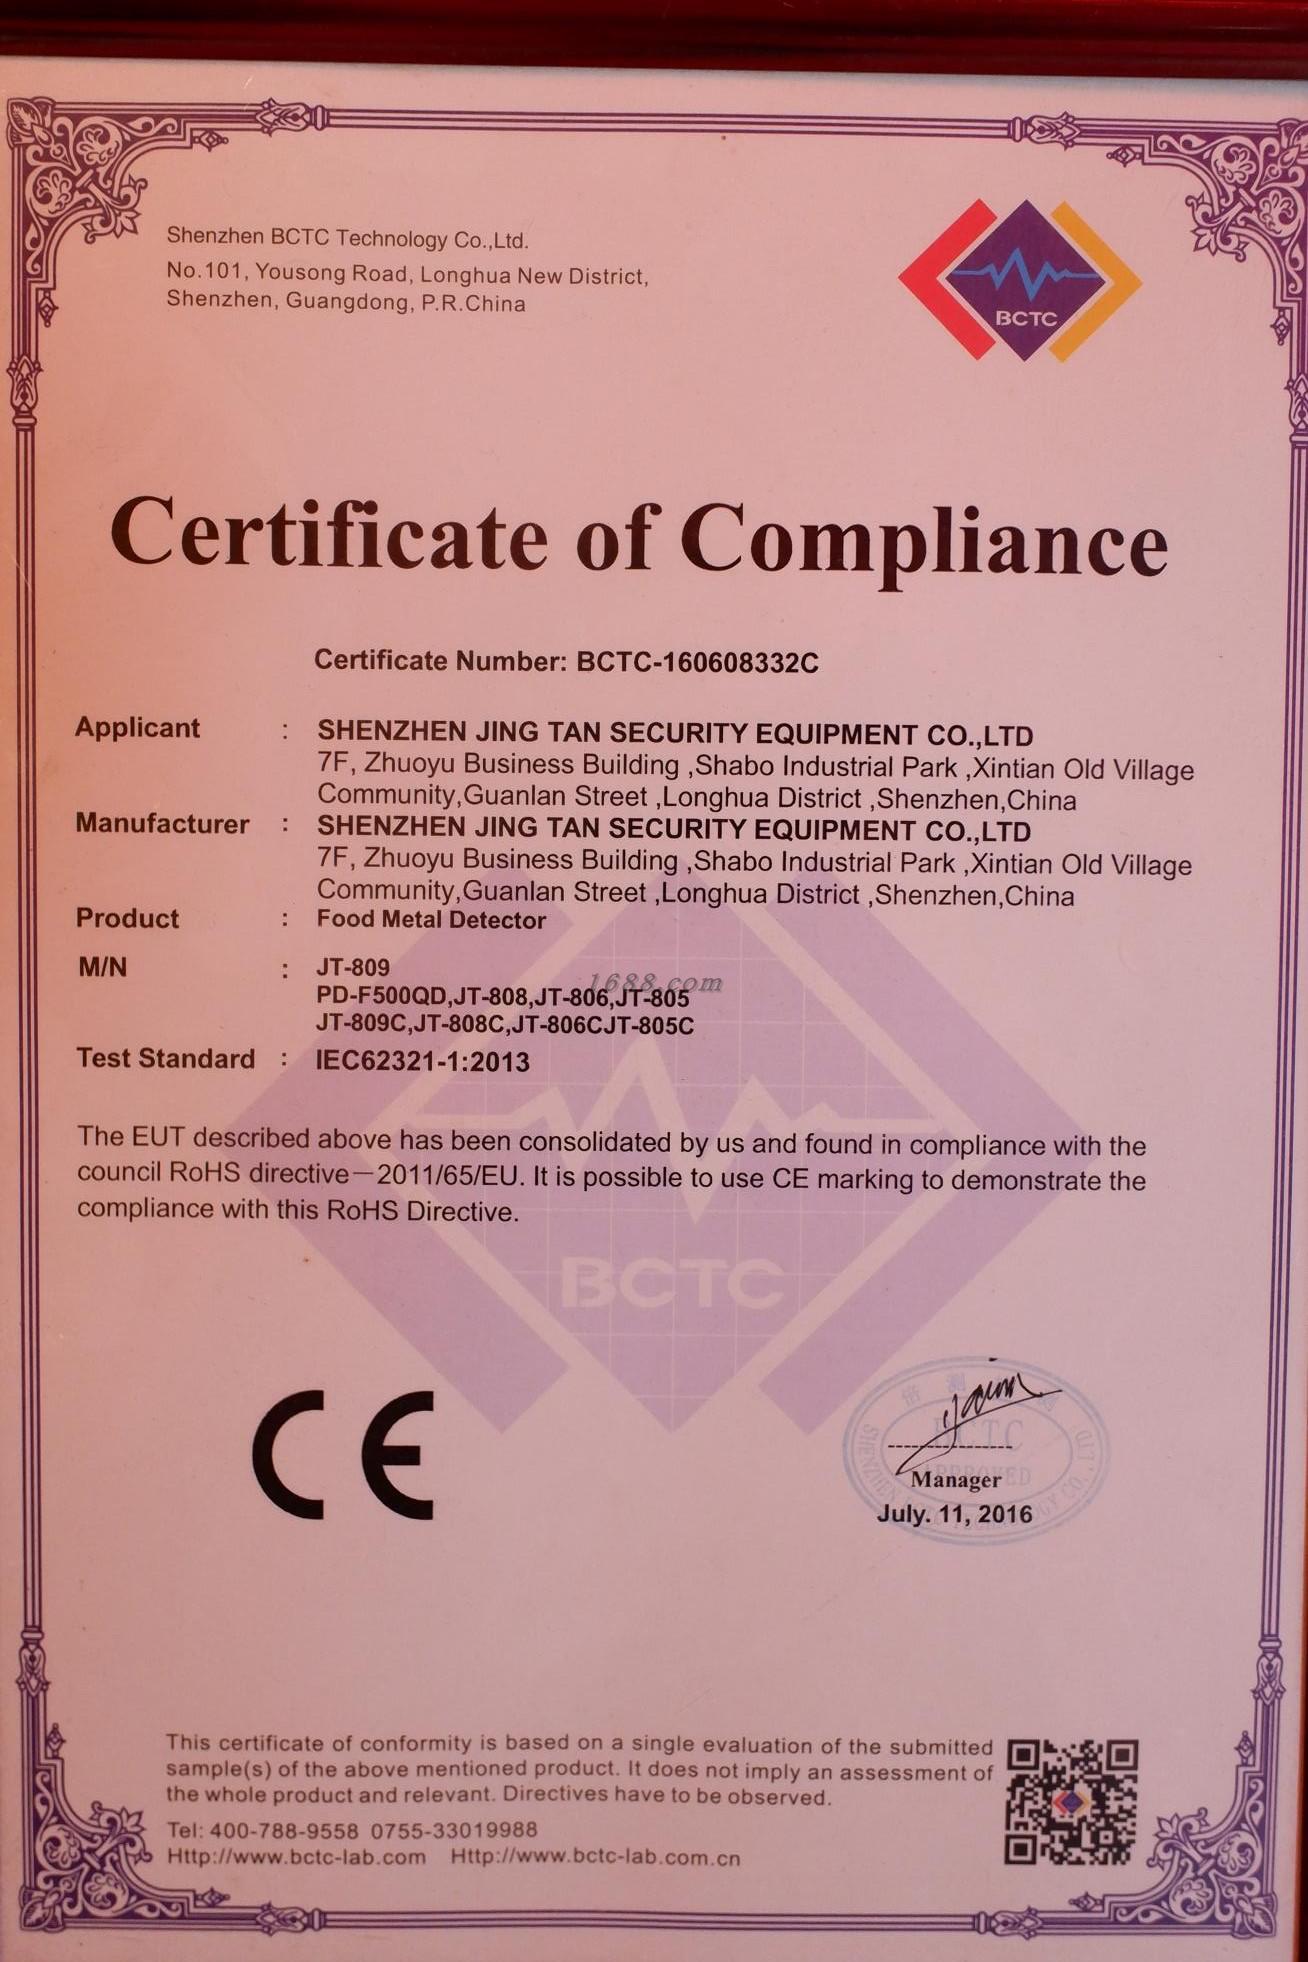 Shenzhen BCTC Technology Co.,Ltd.
No.101, Yousong Road, Longhua New District,
Shenzhen, Guangdong, P.R.China
BCTC
Certificate of Compliance
Certificate Number: BCTC-160608332C
Applicant : SHENZHEN JING TAN SECURITY EQUIPMENT CO.,LTD
7F, Zhuoyu Business Building ,Shabo Industrial Park ,Xintian Old Village
Community,Guanlan Street ,Longhua District ,Shenzhen,China
Manufacturer : SHENZHEN JING TAN SECURITY EQUIPMENT CO.,LTD
7F, Zhuoyu Business Building ,Shabo Industrial Park ,Xintian Old Village
Community,Guanlan Street ,Longhua District ,Shenzhen,China
Product : Food Metal Detector
M/N : JT-809
1688.com
PD-F500QD,JT-808,JT-806,JT-805
JT-809C,JT-808C,JT-806CJT-805C
Test Standard : IEC62321-1:2013
The EUT described above has been consolidated by us and found in compliance with the
council RoHS directive—2011/65/EU. It is possible to use CE marking to demonstrate the
compliance with this RoHS Directive.
BCTC
CE
BCTC
APPROVED
Manager
July. 11, 2016
This certificate of conformity is based on a single evaluation of the submitted
sample(s) of the above mentioned product. It does not imply an assessment of
the whole product and relevant. Directives have to be observed.
Tel: 400-788-9558 0755-33019988
Http://www.bctc-lab.com Http://www.bctc-lab.com.cn